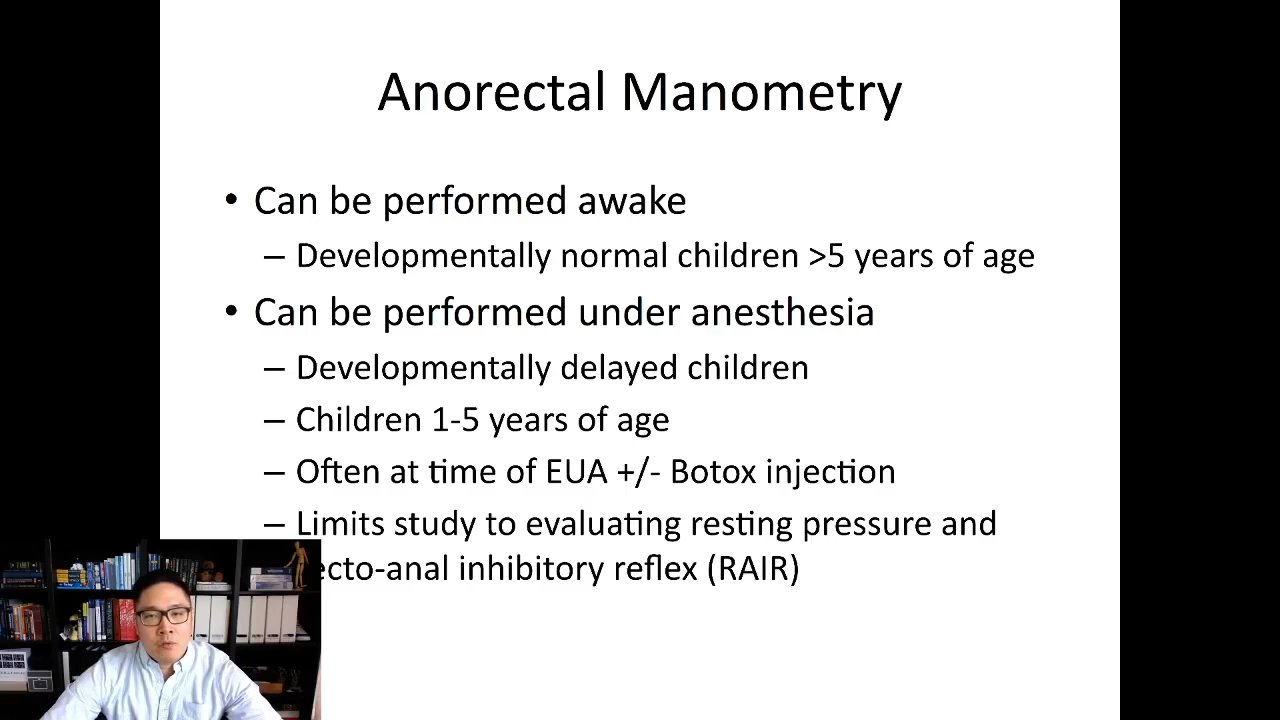 Anorectal Manometry
• Can be performed awake
– Developmentally normal children >5 years of age
• Can be performed under anesthesia
– Developmentally delayed children
– Children 1-5 years of age
– Often at time of EUA +/- Botox injection
– Limits study to evaluating resting pressure and
ecto-anal inhibitory reflex (RAIR)